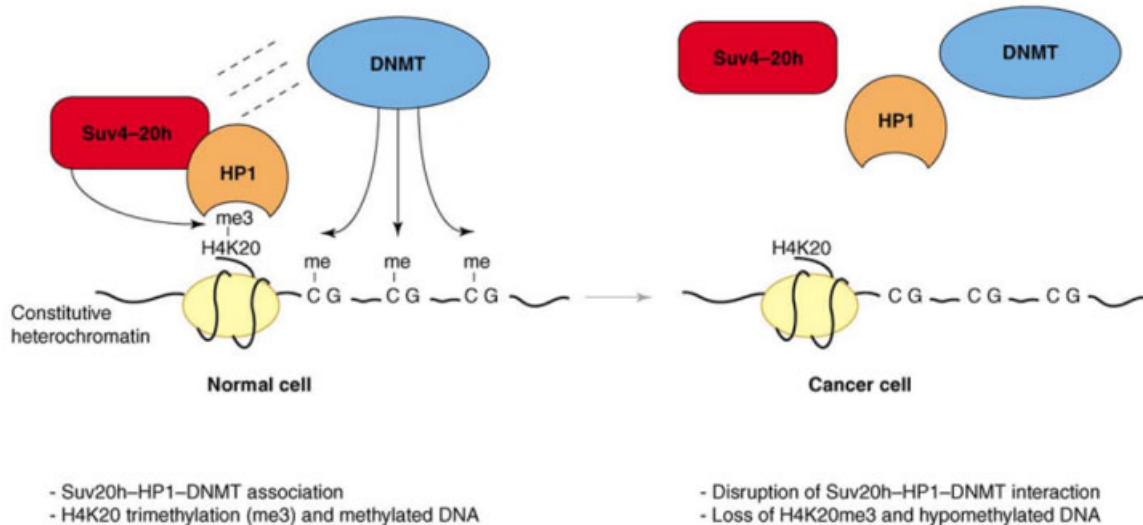 Suv4–20h
DNMT
HP1
me3
H4K20
me
me
me
C G
C G
C G
Constitutive
heterochromatin
Normal cell
- Suv20h–HP1–DNMT association
- H4K20 trimethylation (me3) and methylated DNA
Suv4–20h
DNMT
HP1
H4K20
C G
C G
C G
Cancer cell
- Disruption of Suv20h–HP1–DNMT interaction
- Loss of H4K20me3 and hypomethylated DNA